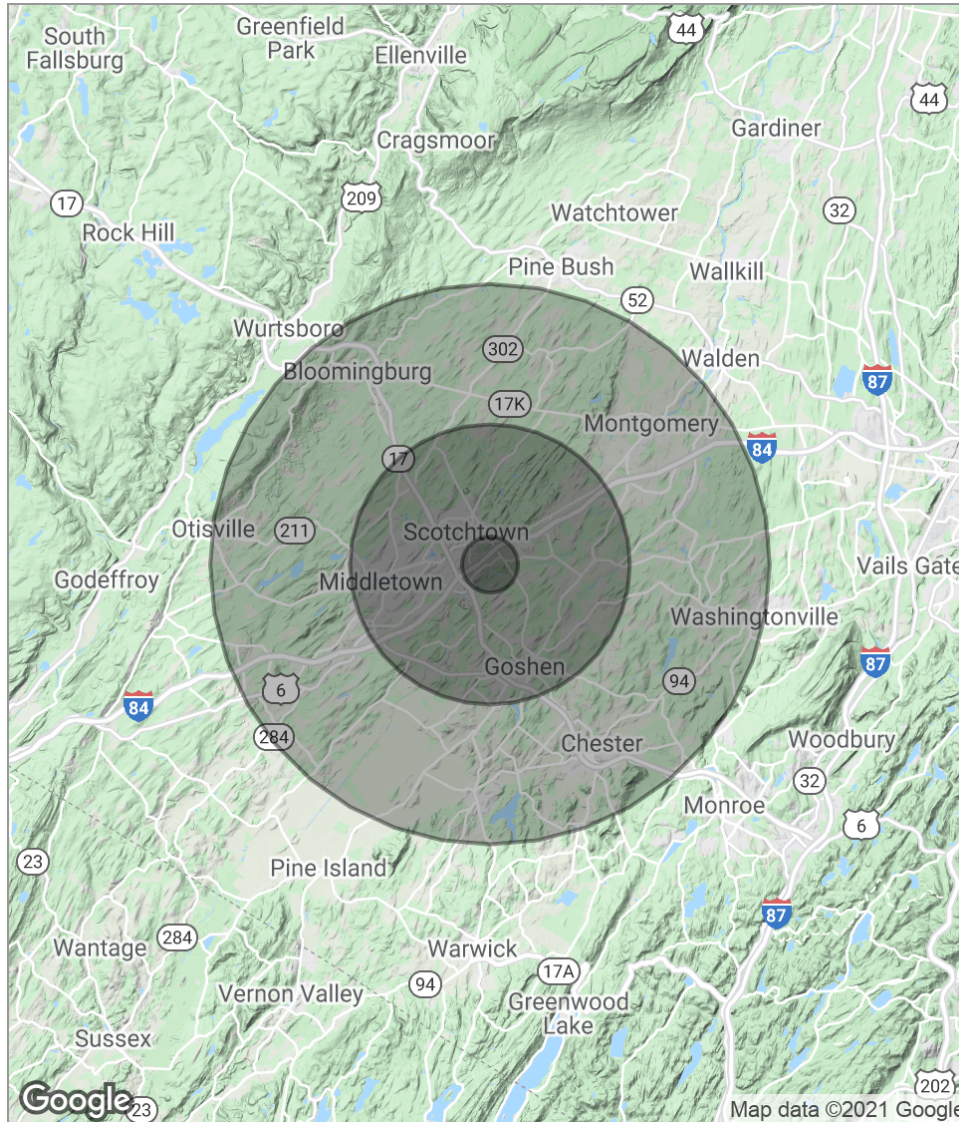 South
Fallsburg
Greenfield
Park
Ellenville
44
44
Cragsmoor
Gardiner
209
17
Rock Hill
Watchtower
32
Pine Bush
Wallkill
52
Wurtsboro
302
Bloomingburg
Walden
87
17K
Montgomery
84
17
Otisville
211
Scotchtown
Godeffroy
Middletown
Vails Gate
Washingtonville
Goshen
87
6
94
84
284
Chester
Woodbury
32
Monroe
6
23
Pine Island
87
Wantage
284
Warwick
17A
94
Vernon Valley
Greenwood
Lake
Sussex
202
Google
23
Map data ©2021 Google